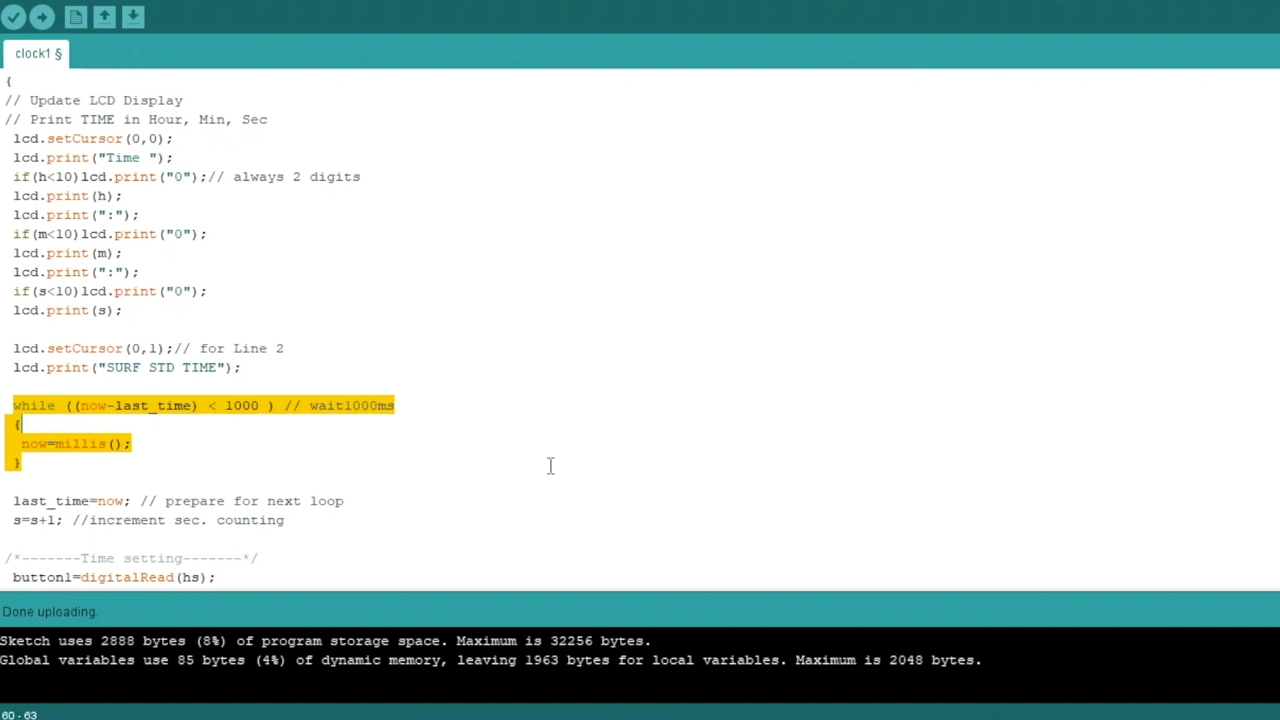 clock1 §
{
// Update LCD Display
// Print TIME in Hour, Min, Sec
lcd.setCursor(0,0);
lcd.print("Time ");
if(h<10)lcd.print("0");// always 2 digits
lcd.print(h);
lcd.print(":");
if(m<10)lcd.print("0");
lcd.print(m);
lcd.print(":");
if(s<10)lcd.print("0");
lcd.print(s);
lcd.setCursor(0,1);// for Line 2
lcd.print("SURF STD TIME");
while ((now-last_time) < 1000 ) // wait1000ms
{
now=millis();
}
last_time=now; // prepare for next loop
s=s+1; //increment sec. counting
/*-------Time setting-------*/
button1=digitalRead(hs);
Done uploading.
Sketch uses 2888 bytes (8%) of program storage space. Maximum is 32256 bytes.
Global variables use 85 bytes (4%) of dynamic memory, leaving 1963 bytes for local variables. Maximum is 2048 bytes.
60 - 63